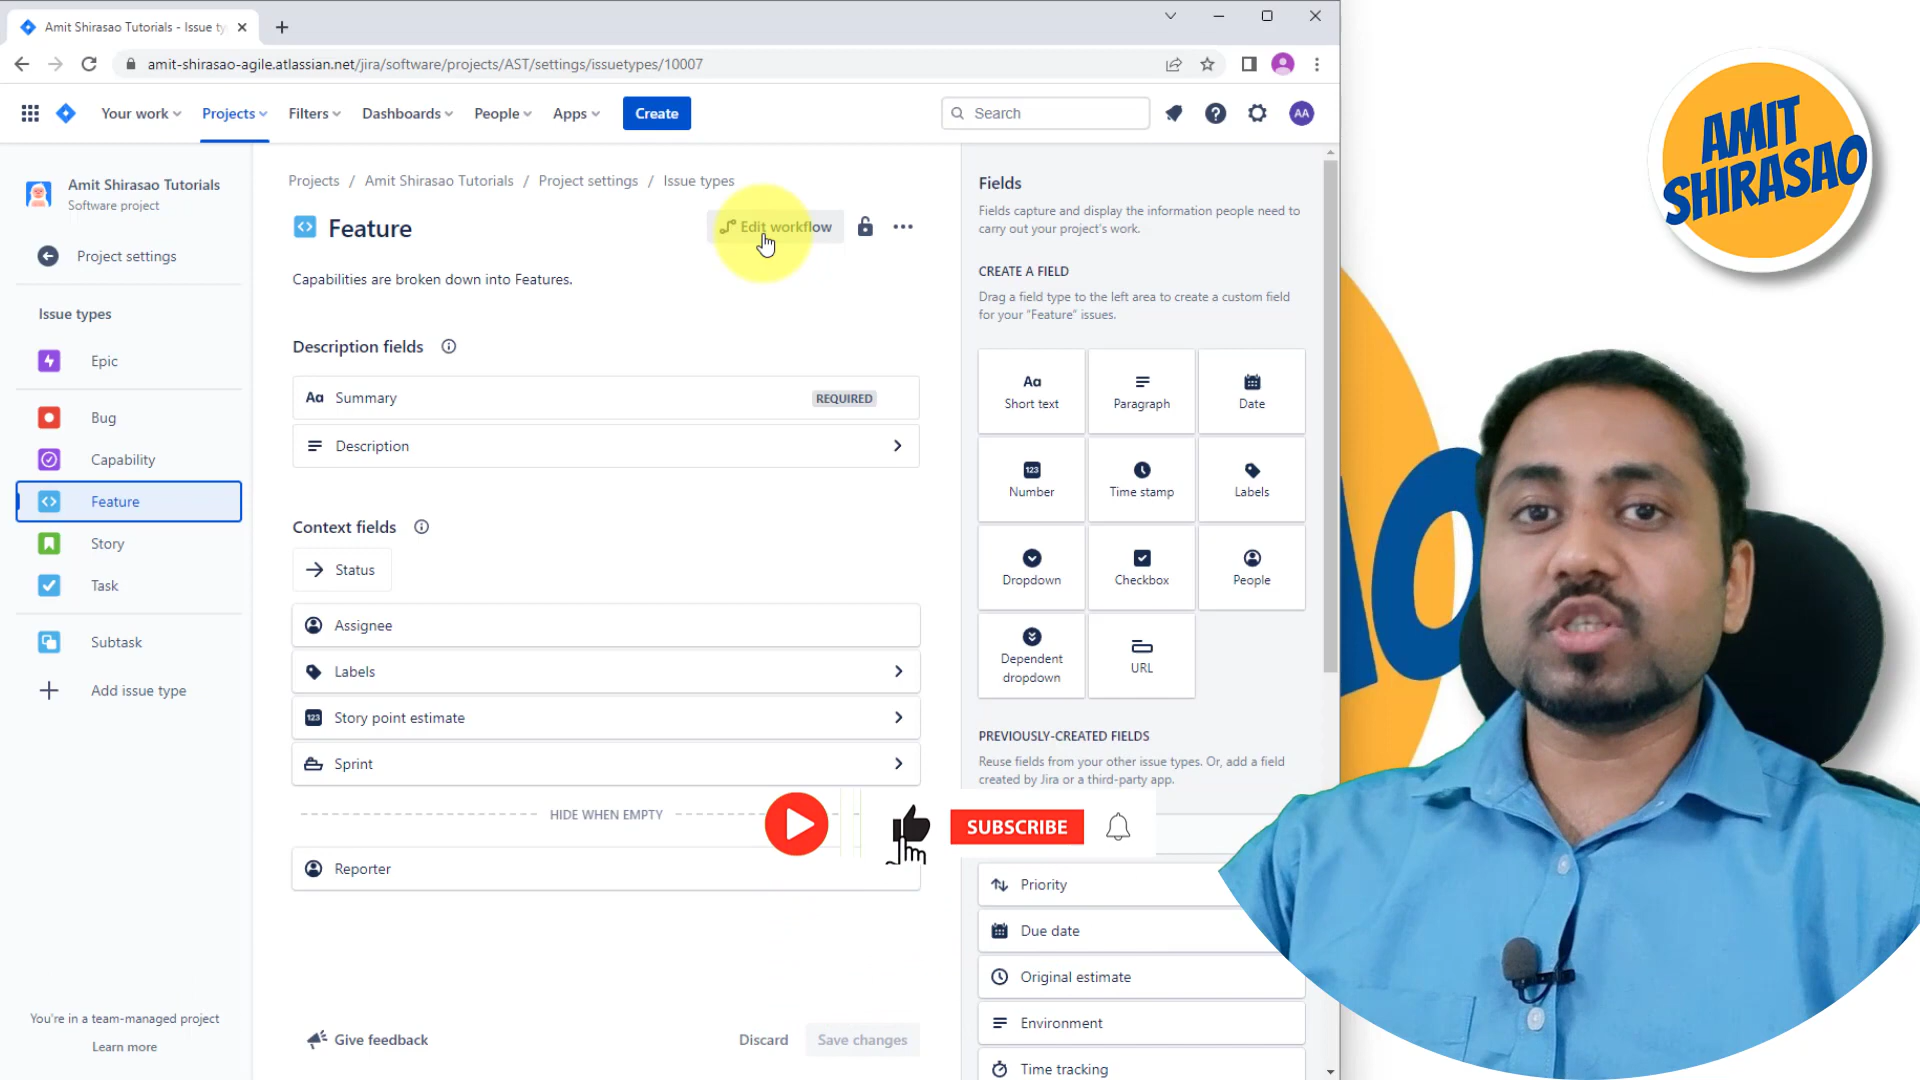 Amit Shirasao Tutorials - Issue ty
amit-shirasao-agile.atlassian.net/jira/software/projects/AST/settings/issuetypes/10007
Your work
Projects
Filters
Dashboards
People
Apps
Create
Search
AA
Amit Shirasao Tutorials
Software project
Project settings
Issue types
Epic
Bug
Capability
Feature
Story
Task
Subtask
Add issue type
You're in a team-managed project
Learn more
Projects / Amit Shirasao Tutorials / Project settings / Issue types
Feature
Edit workflow
Capabilities are broken down into Features.
Description fields
Aa Summary REQUIRED
Description
Context fields
Status
Assignee
Labels
123 Story point estimate
Sprint
HIDE WHEN EMPTY
Reporter
Give feedback
Discard
Save changes
Fields
Fields capture and display the information people need to
carry out your project's work.
CREATE A FIELD
Drag a field type to the left area to create a custom field
for your "Feature" issues.
Aa
Short text
Paragraph
Date
123
Number
Time stamp
Labels
Dropdown
Checkbox
People
Dependent
dropdown
URL
PREVIOUSLY-CREATED FIELDS
Reuse fields from your other issue types. Or, add a field
created by Jira or a third-party app.
SUBSCRIBE
Priority
Due date
Original estimate
Environment
Time tracking
AMIT
SHIRASAO
AO